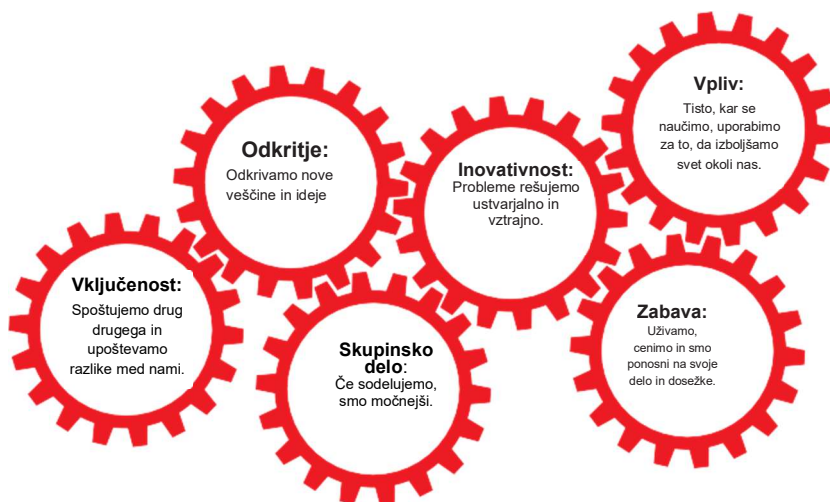 Vključenost:
Spoštujemo drug
drugega in
upoštevamo
razlike med nami.
Odkritje:
Odkrivamo nove
veščine in ideje
Skupinsko
delo:
Če sodelujemo,
smo močnejši.
Inovativnost:
Probleme rešujemo
ustvarjalno in
vztrajno.
Vpliv:
Tisto, kar se
naučimo, uporabimo
za to, da izboljšamo
svet okoli nas.
Zabava:
Uživamo,
cenimo in smo
ponosni na svoje
delo in dosežke.